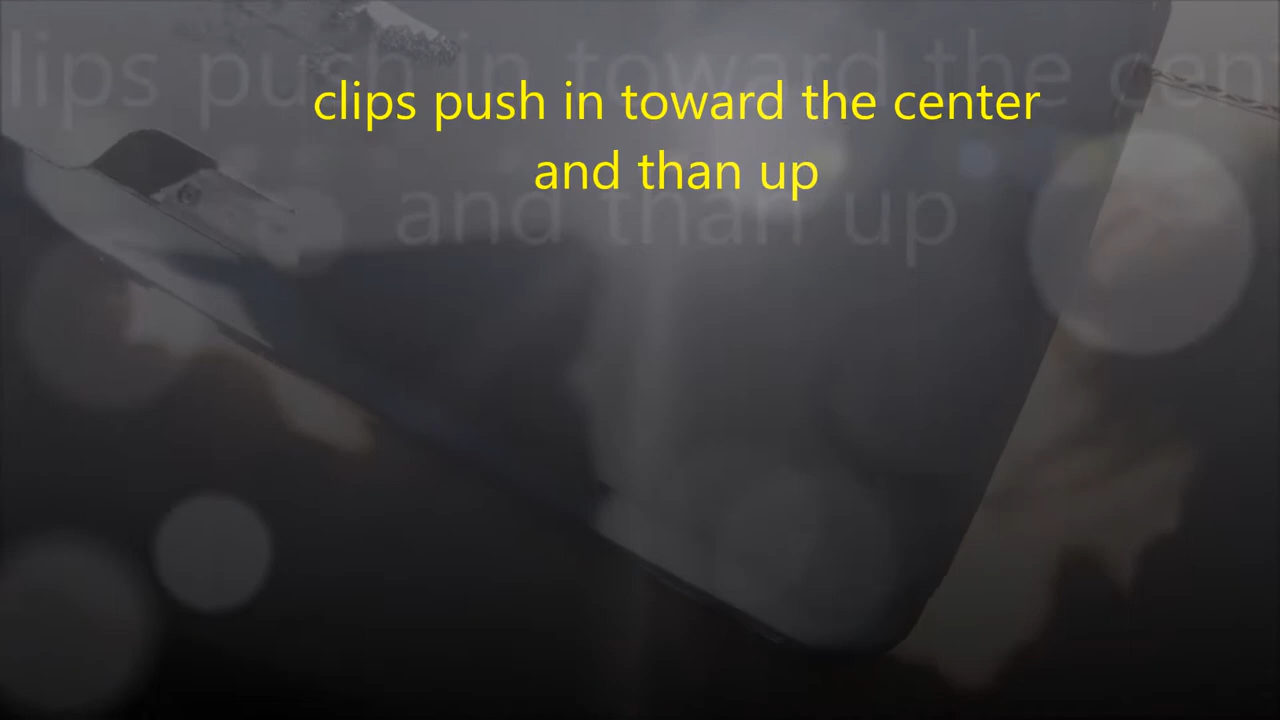 clips push in toward the center
and than up